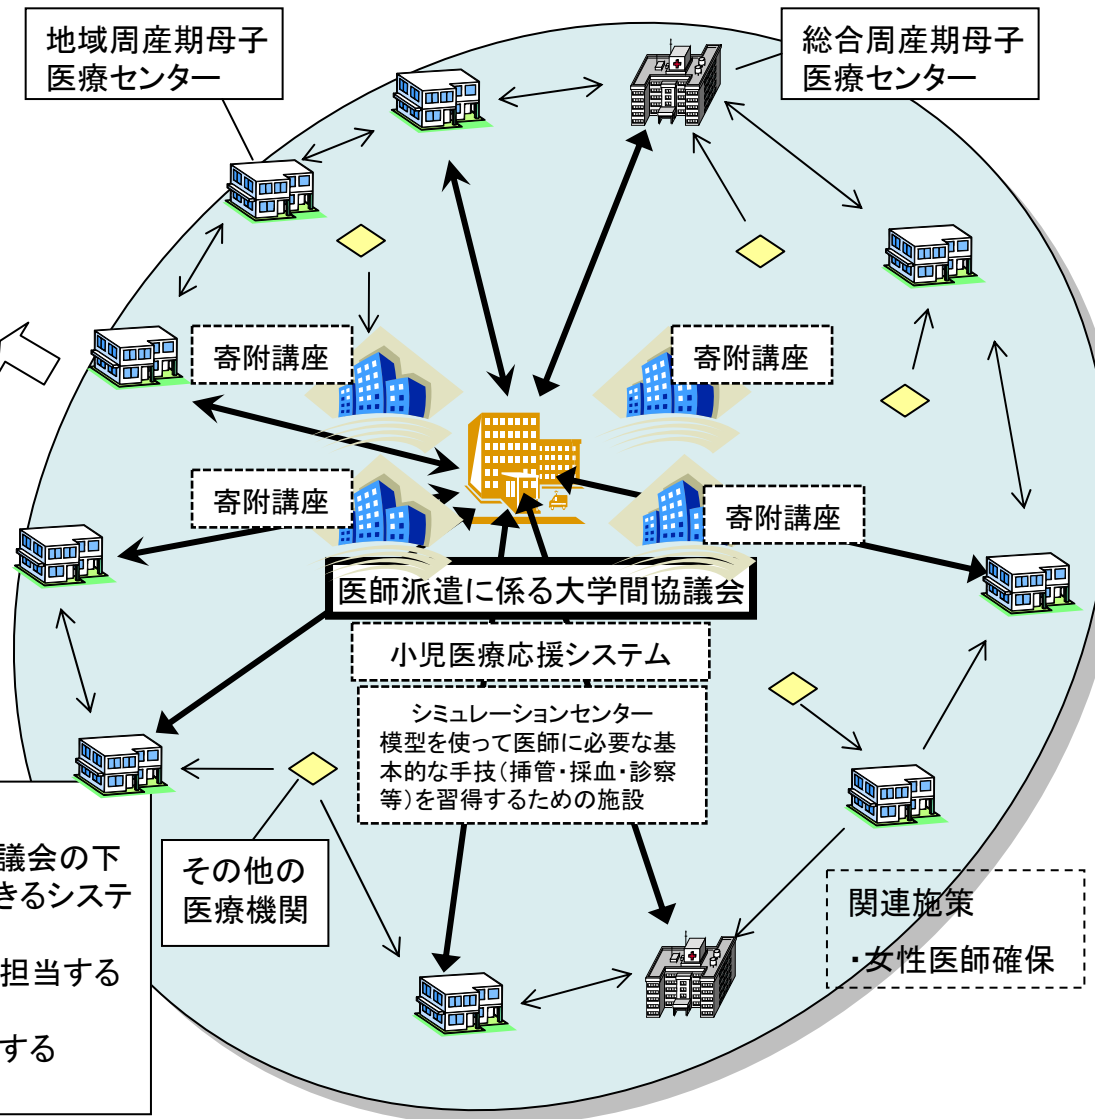 地域周産期母子
医療センター
総合周産期母子
医療センター
寄附講座
寄附講座
寄附講座
寄附講座
医師派遣に係る大学間協議会
小児医療応援システム
シミュレーションセンター
模型を使って医師に必要な基
本的な手技(挿管・採血・診察
等)を習得するための施設
議会の下
きるシステ
担当する
する
その他の
医療機関
関連施策
・女性医師確保